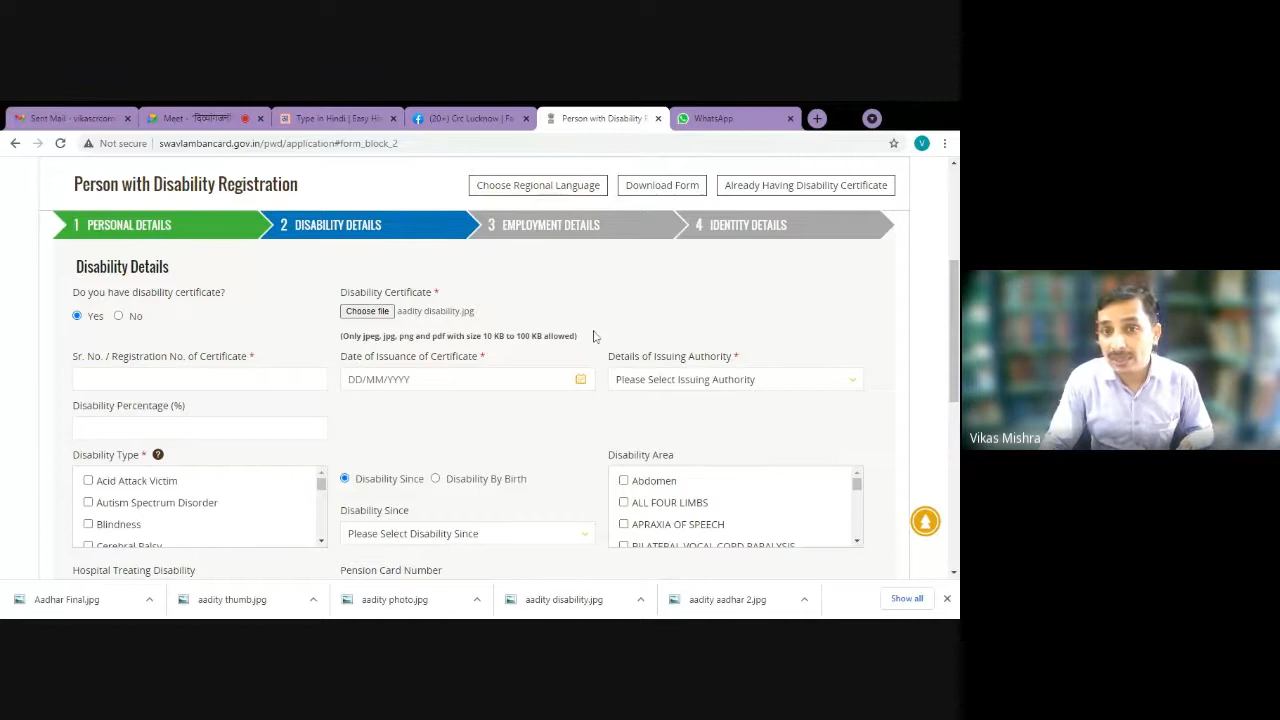 Sent Mail - vikascrcom
Meet - "दिव्यांगजनों
Type in Hindi | Easy Hi
(20+) Crc Lucknow | Fa
Person with Disability R
WhatsApp
Not secure
swavlambancard.gov.in/pwd/application#form_block_2
V
Person with Disability Registration
Choose Regional Language
Download Form
Already Having Disability Certificate
1 PERSONAL DETAILS
2 DISABILITY DETAILS
3 EMPLOYMENT DETAILS
4 IDENTITY DETAILS
Disability Details
Do you have disability certificate?
Yes
No
Disability Certificate *
Choose file aadity disability.jpg
(Only jpeg, jpg, png and pdf with size 10 KB to 100 KB allowed)
Sr. No. / Registration No. of Certificate *
Date of Issuance of Certificate *
DD/MM/YYYY
Details of Issuing Authority *
Please Select Issuing Authority
Disability Percentage (%)
Disability Type * ?
Acid Attack Victim
Autism Spectrum Disorder
Blindness
Cerebral Palsy
Disability Since
Disability By Birth
Disability Since
Please Select Disability Since
Disability Area
Abdomen
ALL FOUR LIMBS
APRAXIA OF SPEECH
BILATERAL VOCAL CORD PARALYSIS
Hospital Treating Disability
Pension Card Number
Aadhar Final.jpg
aadity thumb.jpg
aadity photo.jpg
aadity disability.jpg
aadity aadhar 2.jpg
Show all
Vikas Mishra